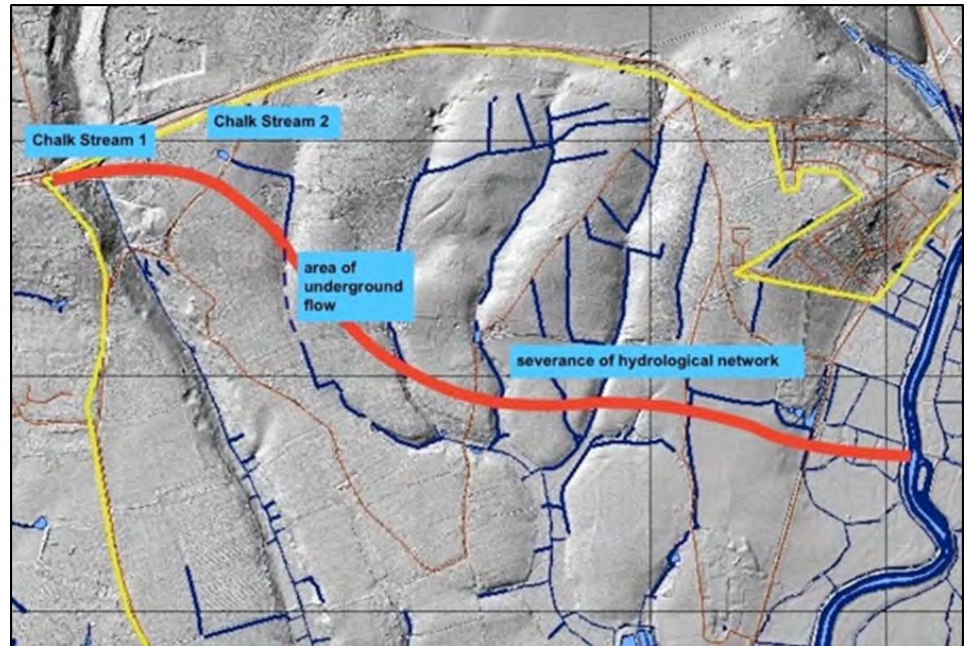 Chalk Stream 1
Chalk Stream 2
area of
underground
flow
severance of hydrological network